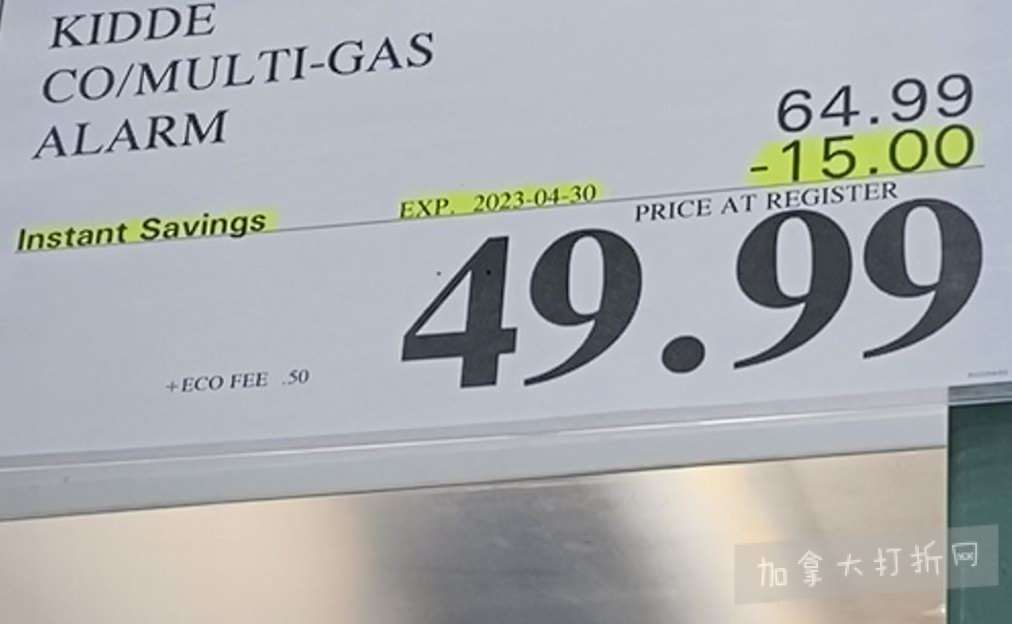 KIDDE
CO/MULTI-GAS
ALARM
64.99
-15.00
Instant Savings EXP. 2023-04-30 PRICE AT REGISTER
49.99
+ECO FEE .50
加拿大打折网